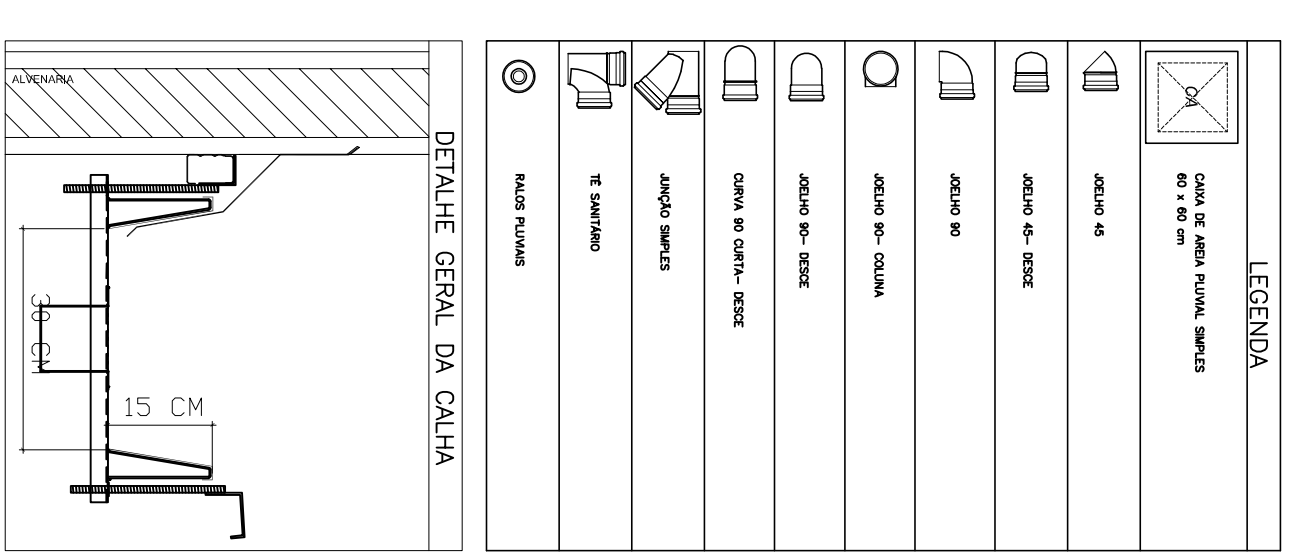 LEGENDA
CA
CAIXA DE AREIA PLUVIAL SIMPLES
60 x 60 cm
JOELHO 45
JOELHO 45- DESCE
JOELHO 90
JOELHO 90- COLUNA
JOELHO 90- DESCE
CURVA 90 CURTA- DESCE
JUNÇÃO SIMPLES
TÊ SANITÁRIO
RALOS PLUVIAIS
DETALHE GERAL DA CALHA
ALVENARIA
15 CM
30 CM